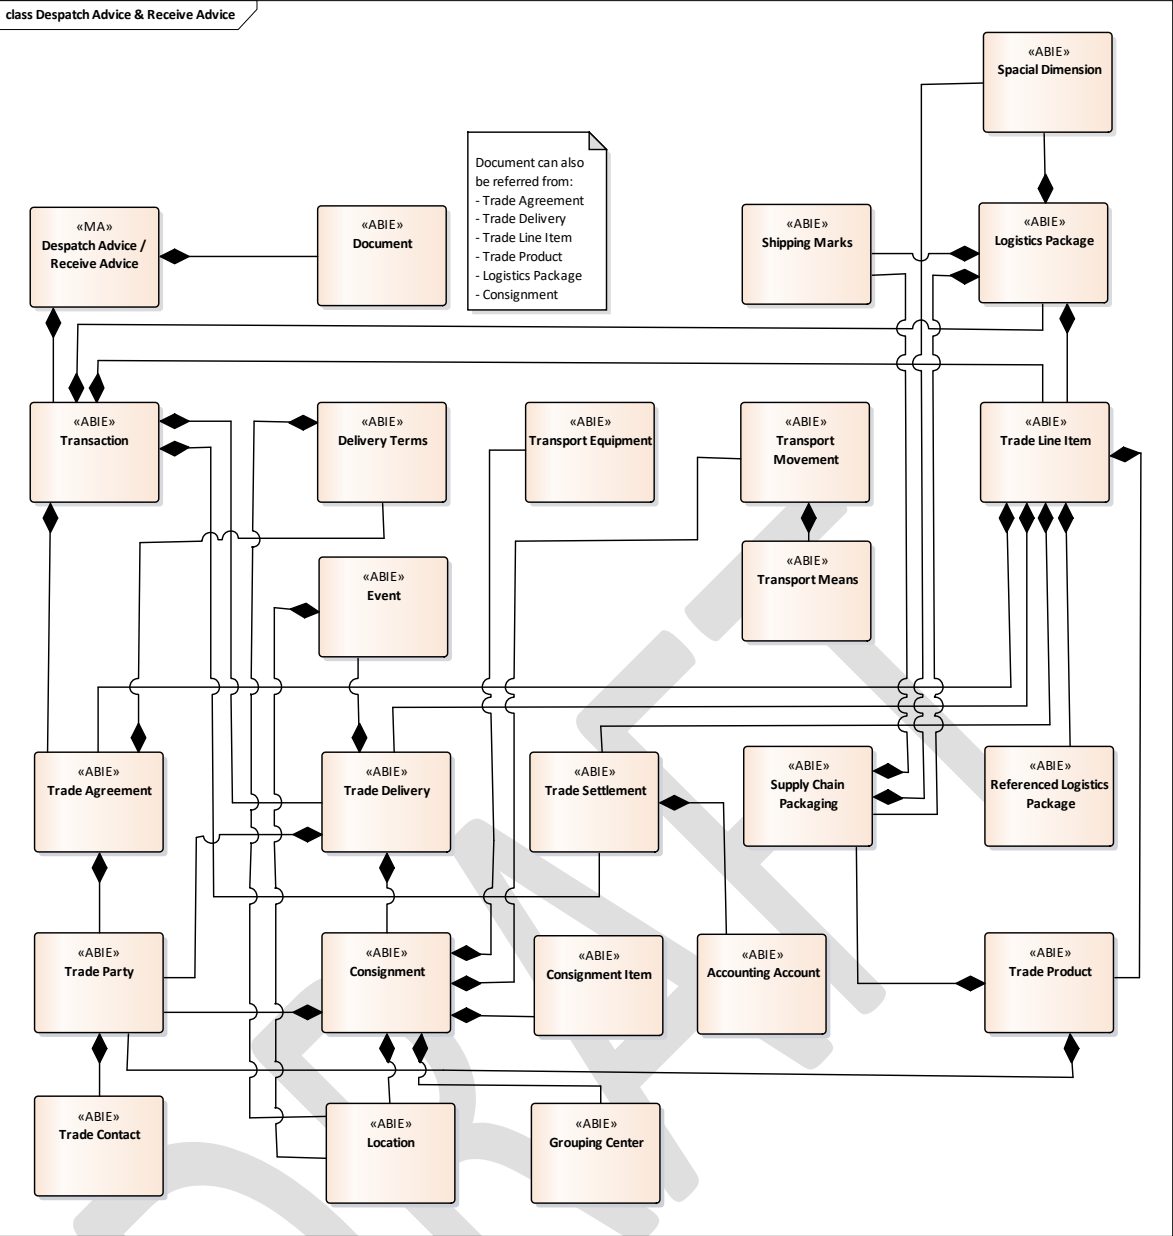 class Despatch Advice & Receive Advice
«ABIE»
Spacial Dimension
Document can also
be referred from:
- Trade Agreement
- Trade Delivery
- Trade Line Item
- Trade Product
- Logistics Package
- Consignment
«MA»
Despatch Advice /
Receive Advice
«ABIE»
Document
«ABIE»
Shipping Marks
«ABIE»
Logistics Package
«ABIE»
Transaction
«ABIE»
Delivery Terms
«ABIE»
Transport Equipment
«ABIE»
Transport
Movement
«ABIE»
Trade Line Item
«ABIE»
Event
«ABIE»
Transport Means
«ABIE»
Trade Agreement
«ABIE»
Trade Delivery
«ABIE»
Trade Settlement
«ABIE»
Supply Chain
Packaging
«ABIE»
Referenced Logistics
Package
«ABIE»
Trade Party
«ABIE»
Consignment
«ABIE»
Consignment Item
«ABIE»
Accounting Account
«ABIE»
Trade Product
«ABIE»
Trade Contact
«ABIE»
Location
«ABIE»
Grouping Center
DRAFT